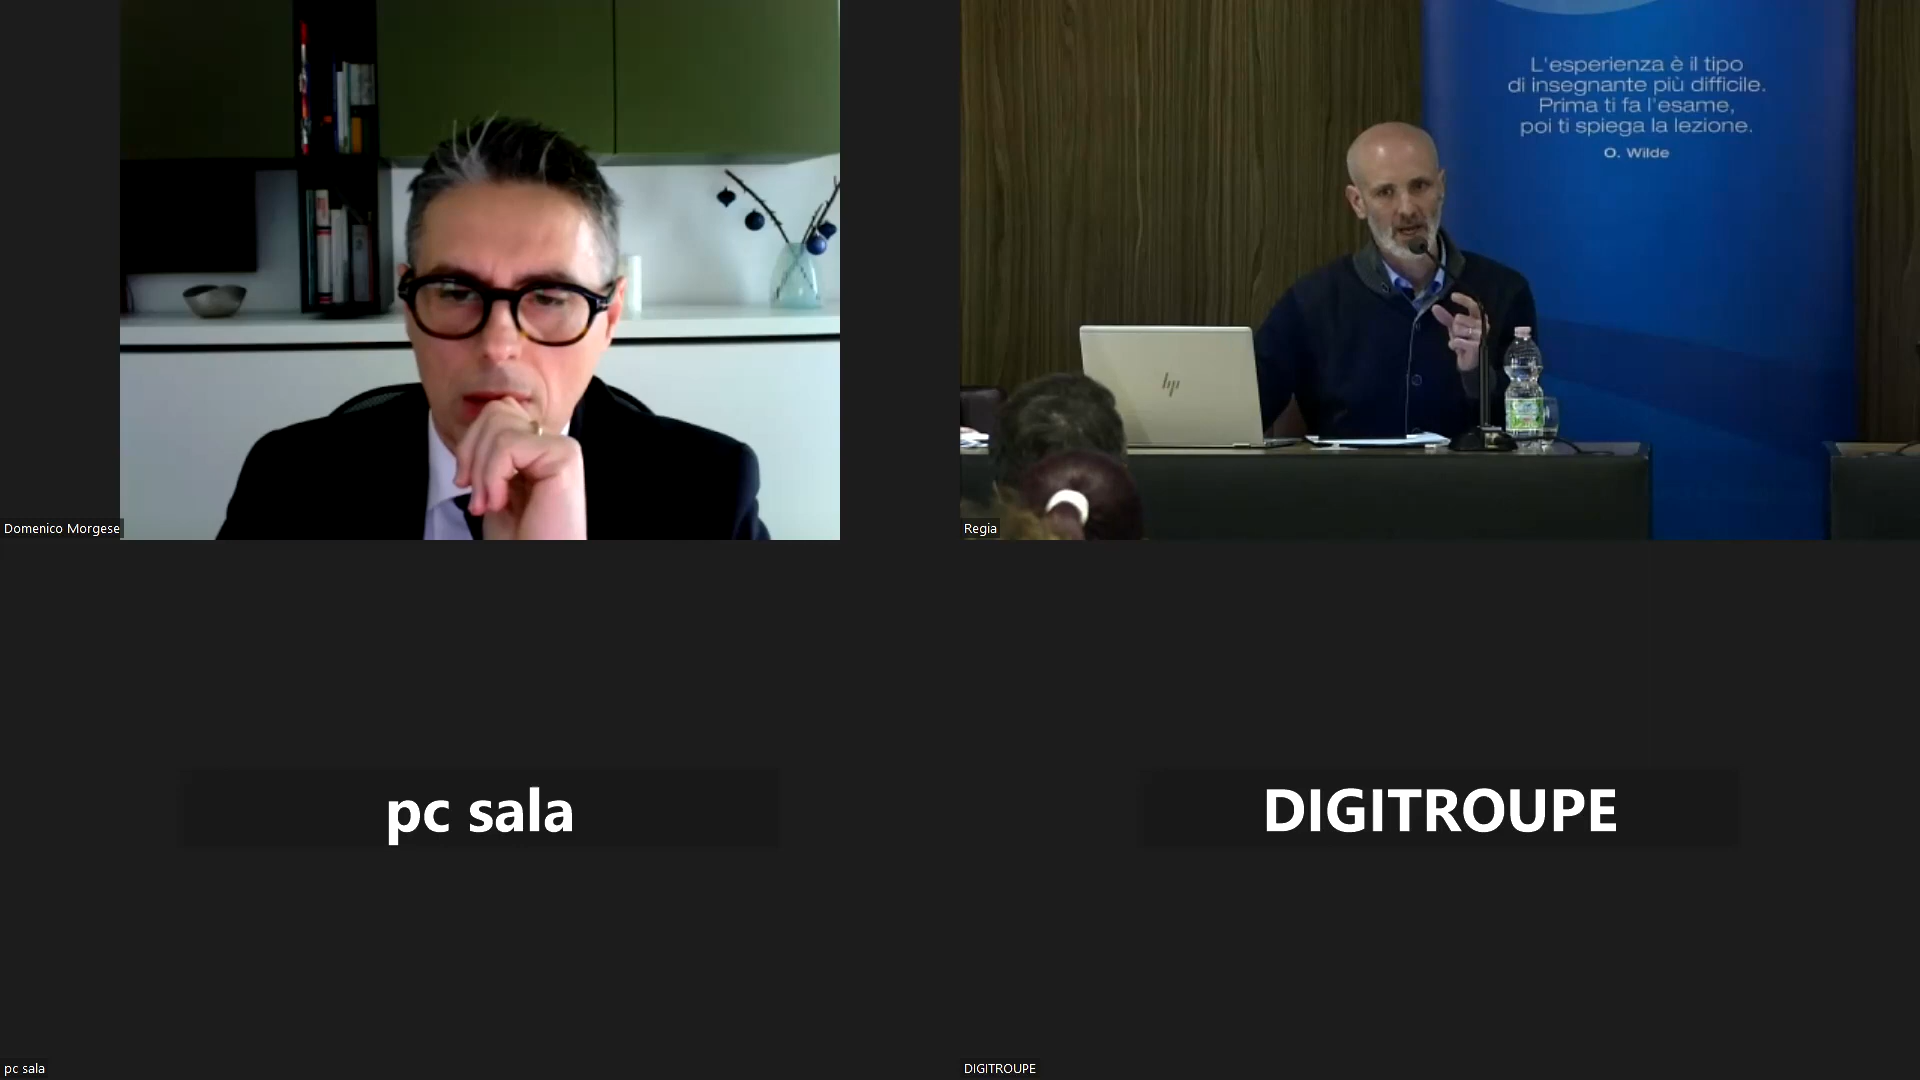 L'esperienza è il tipo
di insegnante più difficile.
Prima ti fa l'esame,
poi ti spiega la lezione.
O. Wilde
hp
Domenico Morgese
Regia
pc sala
DIGITROUPE
pc sala
DIGITROUPE